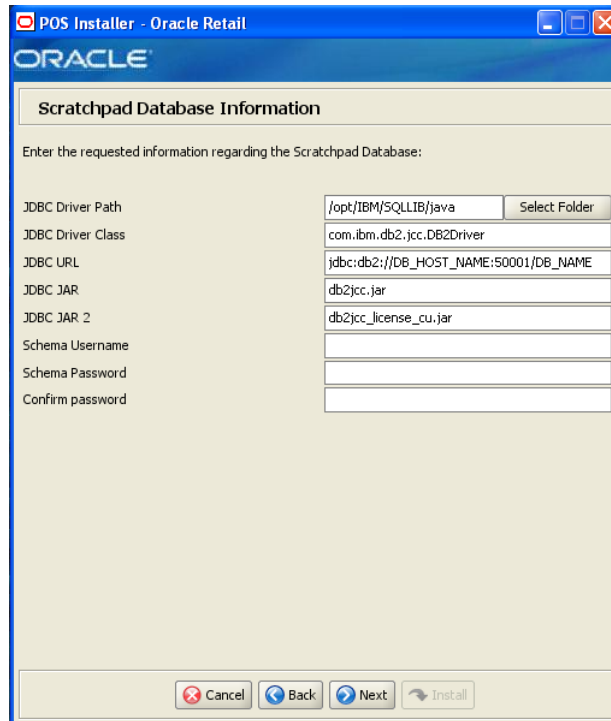 POS Installer - Oracle Retail
ORACLE
Scratchpad Database Information
Enter the requested information regarding the Scratchpad Database:
JDBC Driver Path /opt/IBM/SQLLIB/java Select Folder
JDBC Driver Class com.ibm.db2.jcc.DB2Driver
JDBC URL jdbc:db2://DB_HOST_NAME:50001/DB_NAME
JDBC JAR db2jcc.jar
JDBC JAR 2 db2jcc_license_cu.jar
Schema Username
Schema Password
Confirm password
Cancel Back Next Install